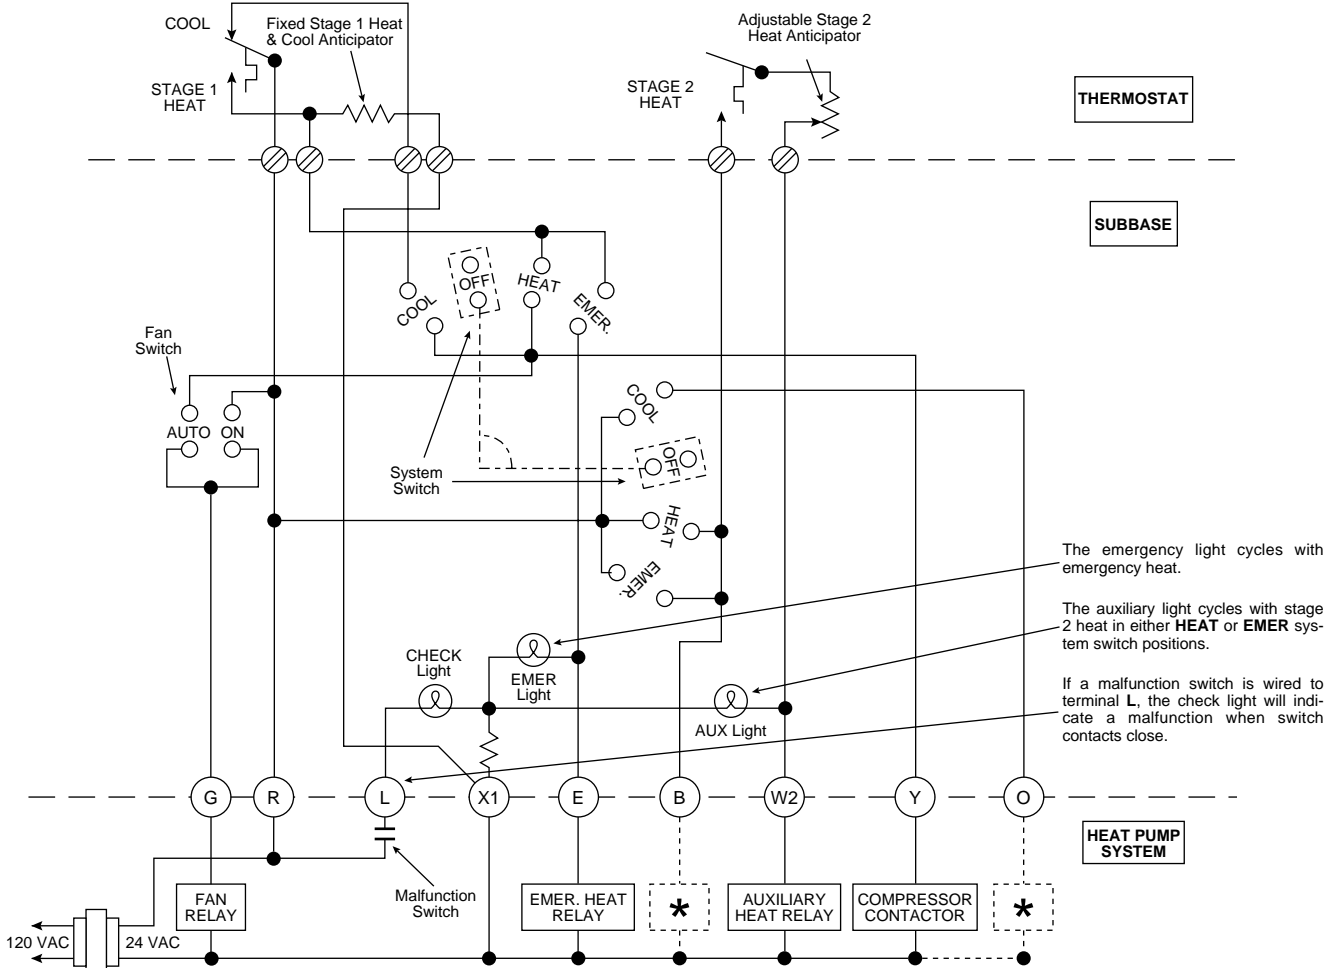 COOL
Fixed Stage 1 Heat
& Cool Anticipator
STAGE 1
HEAT
Adjustable Stage 2
Heat Anticipator
STAGE 2
HEAT
THERMOSTAT
SUBBASE
COOL
OFF
HEAT
EMER.
Fan
Switch
AUTO
ON
COOL
OFF
HEAT
EMER.
System
Switch
The emergency light cycles with
emergency heat.
The auxiliary light cycles with stage
2 heat in either HEAT or EMER sys-
tem switch positions.
If a malfunction switch is wired to
terminal L, the check light will indi-
cate a malfunction when switch
contacts close.
CHECK
Light
EMER
Light
AUX Light
G
R
L
X1
E
B
W2
Y
O
HEAT PUMP
SYSTEM
Malfunction
Switch
FAN
RELAY
EMER. HEAT
RELAY
*
AUXILIARY
HEAT RELAY
COMPRESSOR
CONTACTOR
*
120 VAC
24 VAC